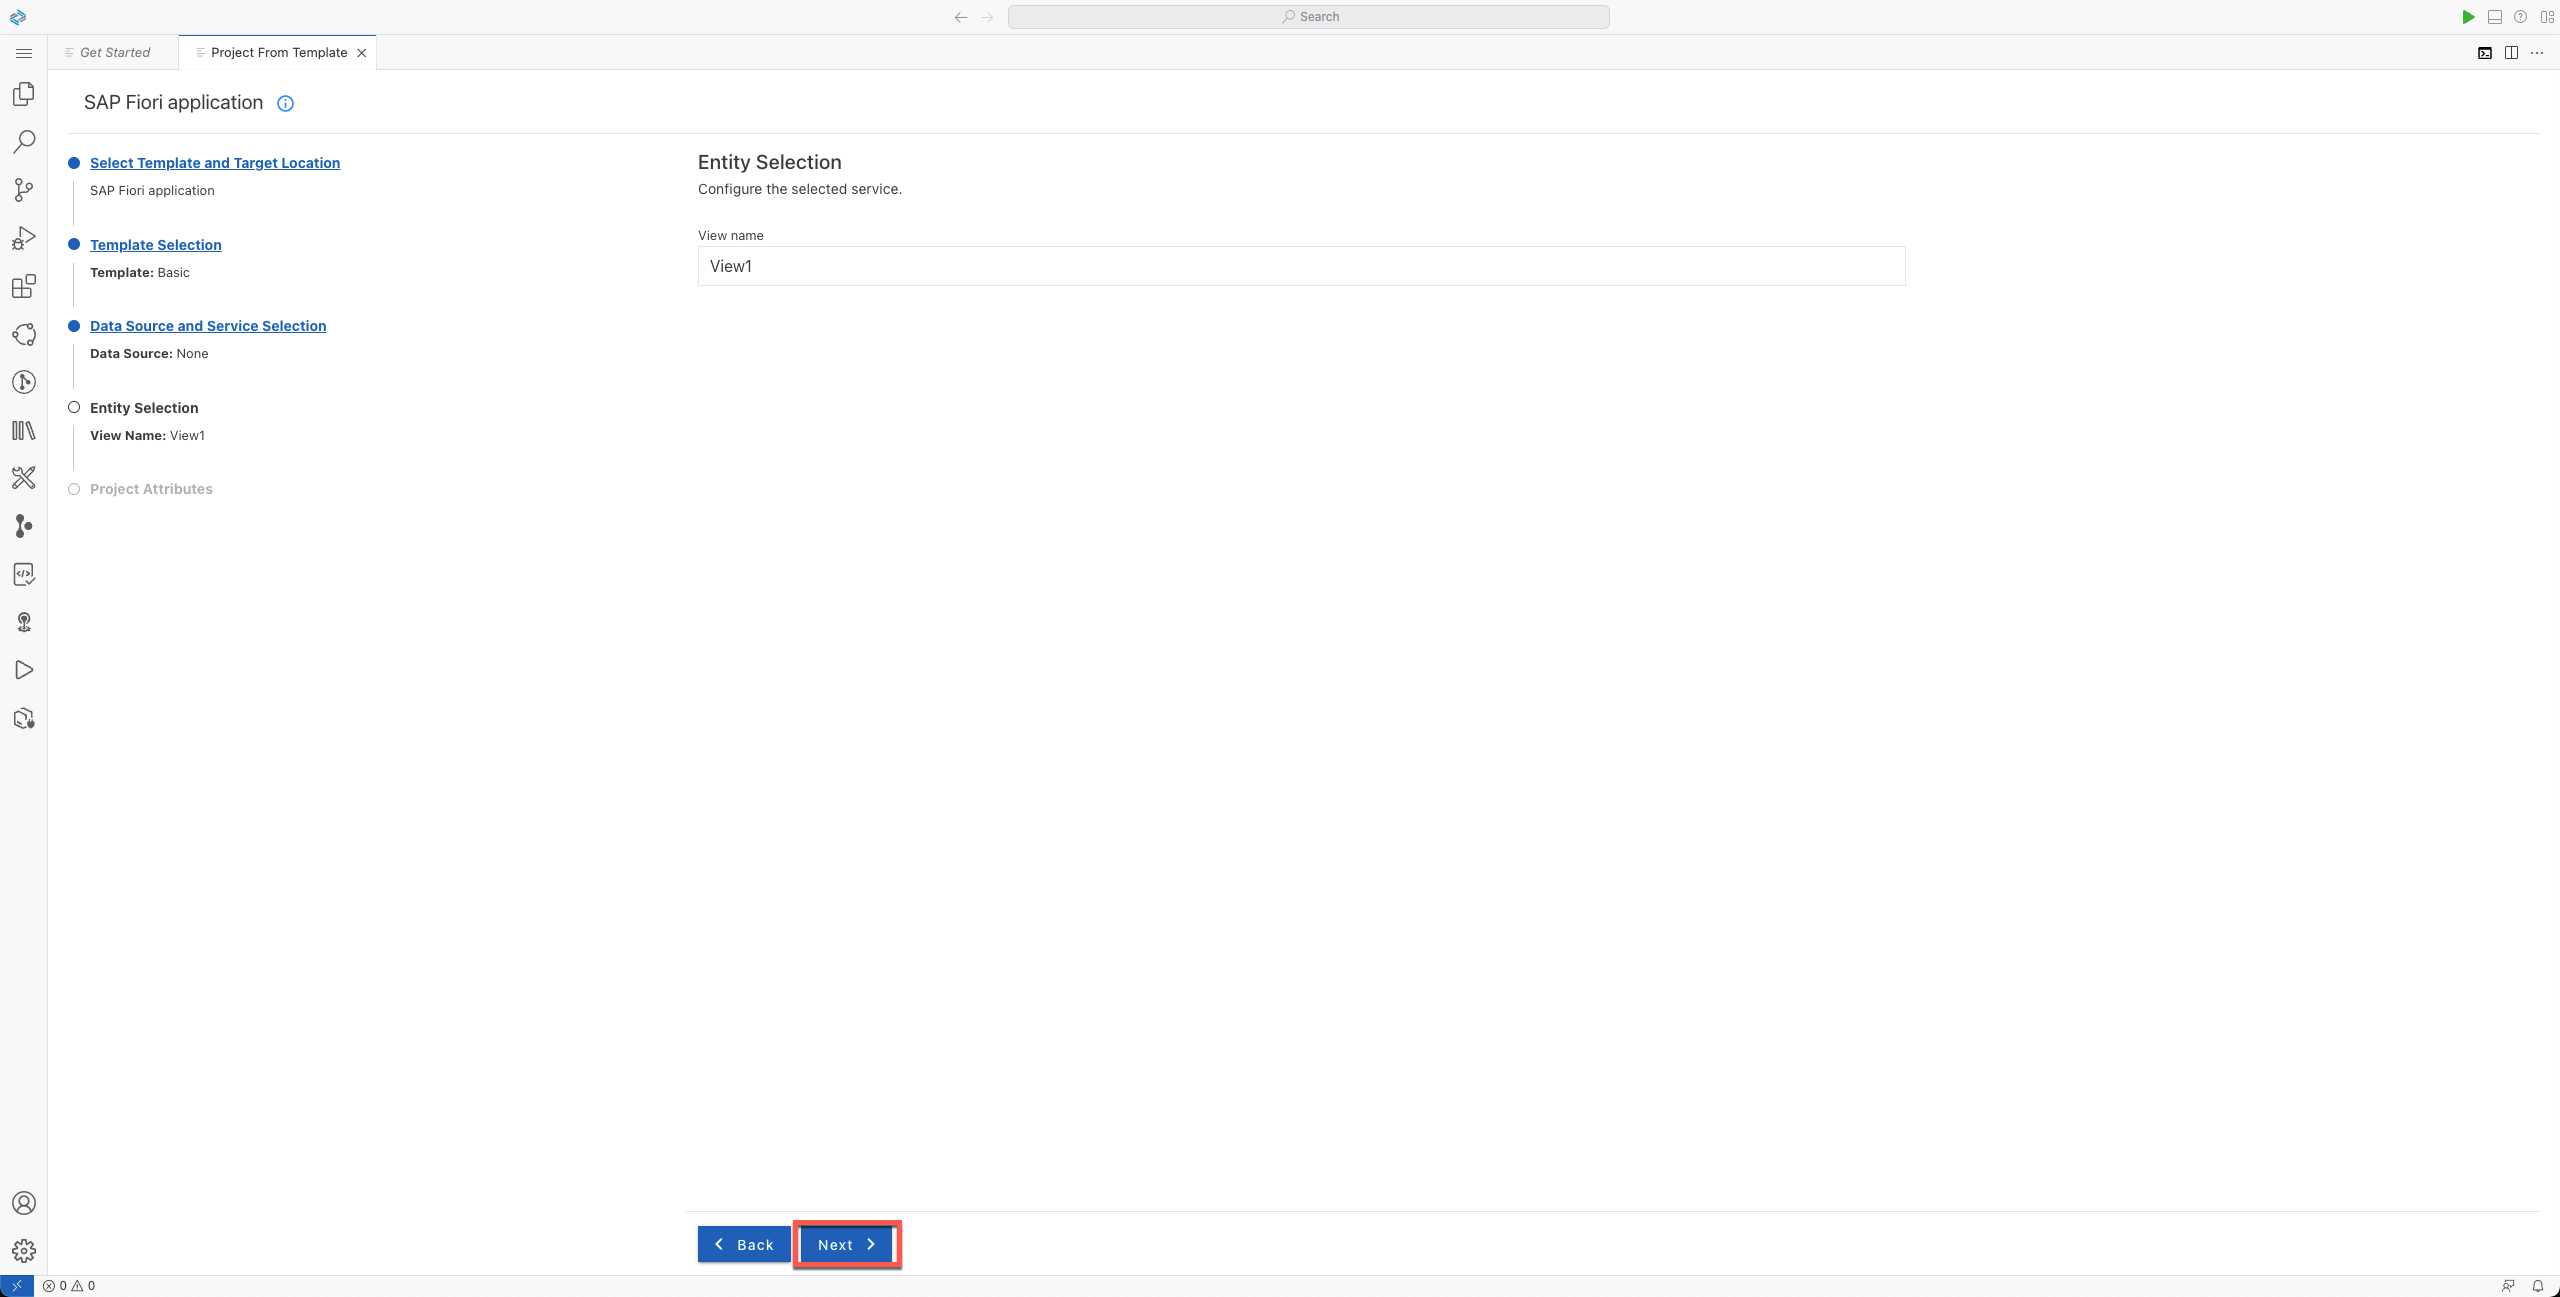 Search
Get Started
Project From Template
SAP Fiori application
Select Template and Target Location
SAP Fiori application
Template Selection
Template: Basic
Data Source and Service Selection
Data Source: None
Entity Selection
View Name: View1
Project Attributes
Entity Selection
Configure the selected service.
View name
View1
Back
Next
0 0